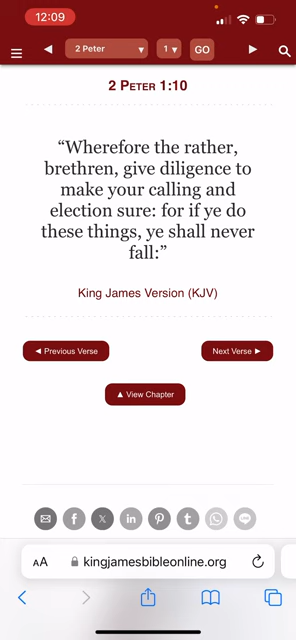 12:09
2 Peter
1
GO
2 Peter 1:10
“Wherefore the rather,
brethren, give diligence to
make your calling and
election sure: for if ye do
these things, ye shall never
fall:”
King James Version (KJV)
◄ Previous Verse
Next Verse ►
▲ View Chapter
AA
kingjamesbibleonline.org